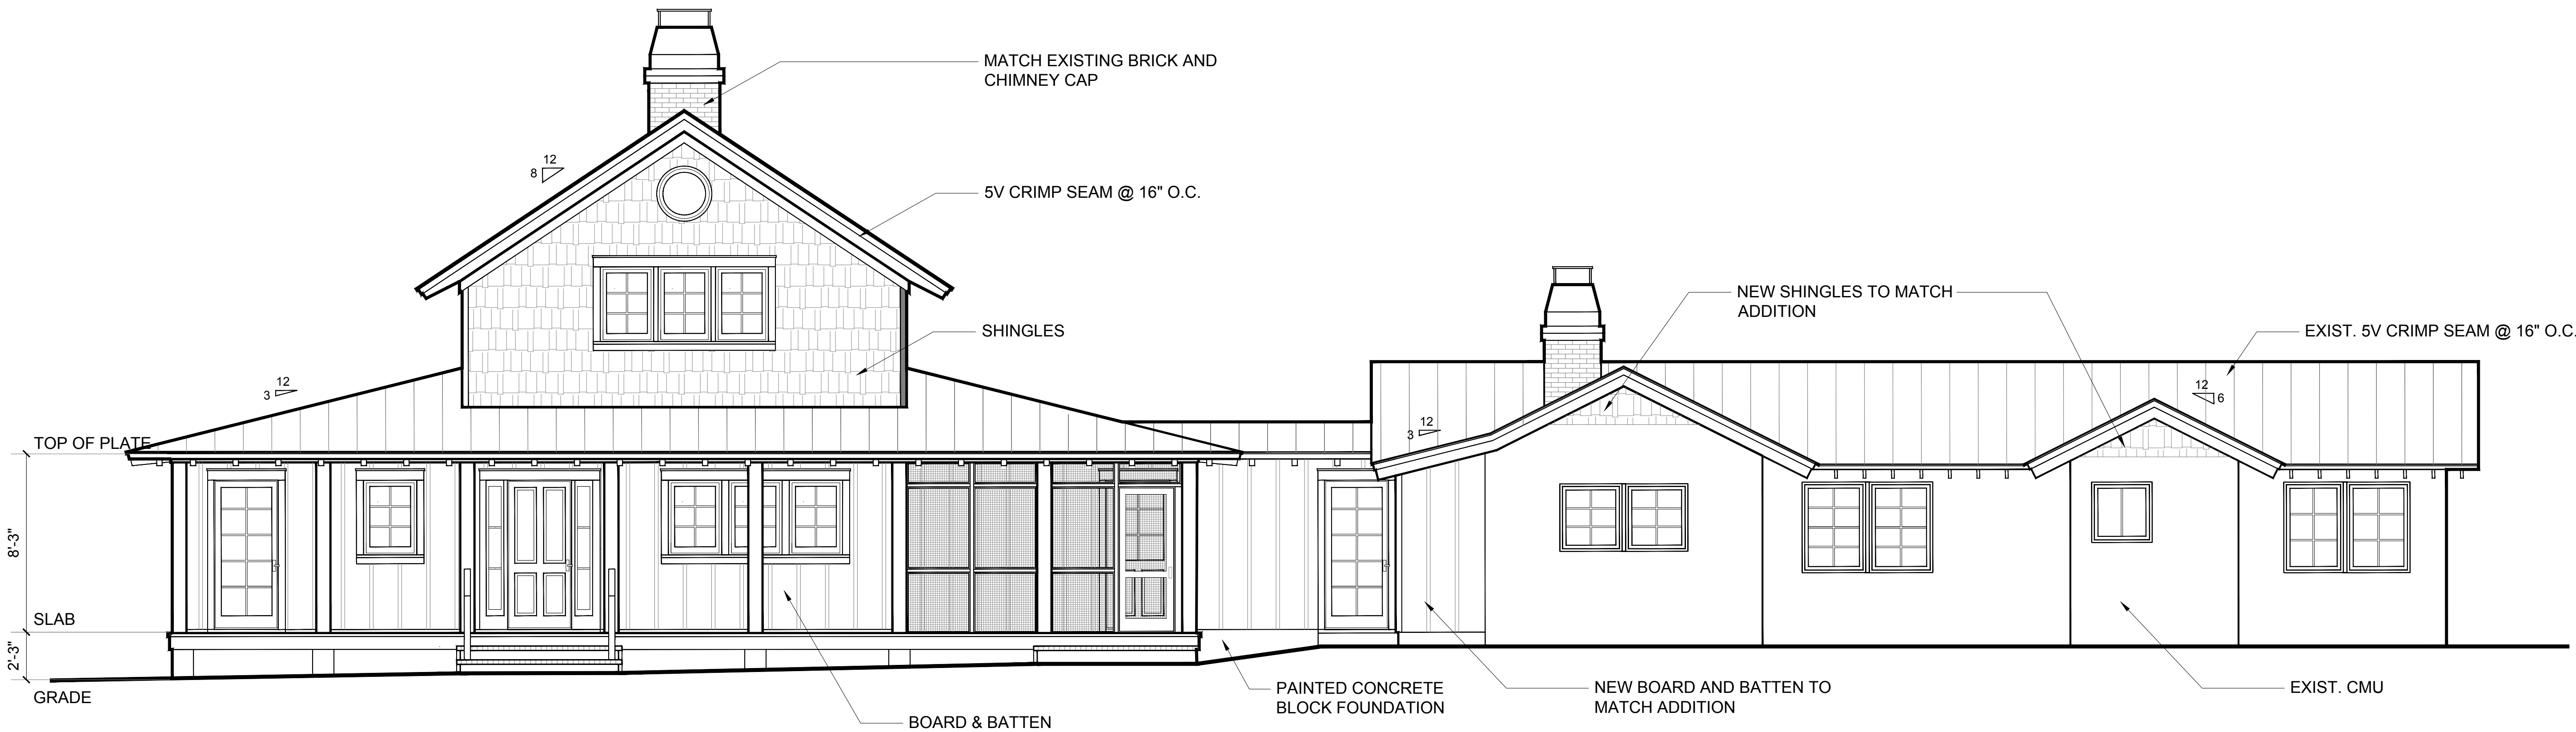 MATCH EXISTING BRICK AND
CHIMNEY CAP
12
8
5V CRIMP SEAM @ 16" O.C.
NEW SHINGLES TO MATCH
ADDITION
SHINGLES
EXIST. 5V CRIMP SEAM @ 16" O.C.
12
3
12
6
12
3
TOP OF PLATE
8'-3"
SLAB
2'-3"
GRADE
PAINTED CONCRETE
BLOCK FOUNDATION
NEW BOARD AND BATTEN TO
MATCH ADDITION
EXIST. CMU
BOARD & BATTEN